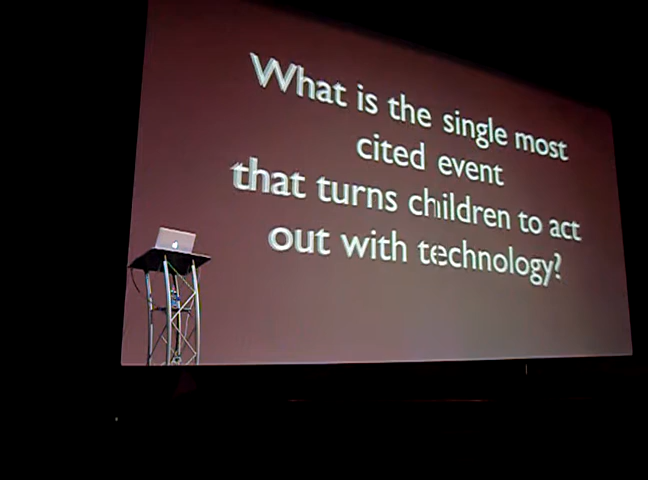 What is the single most
cited event
that turns children to act
out with technology?